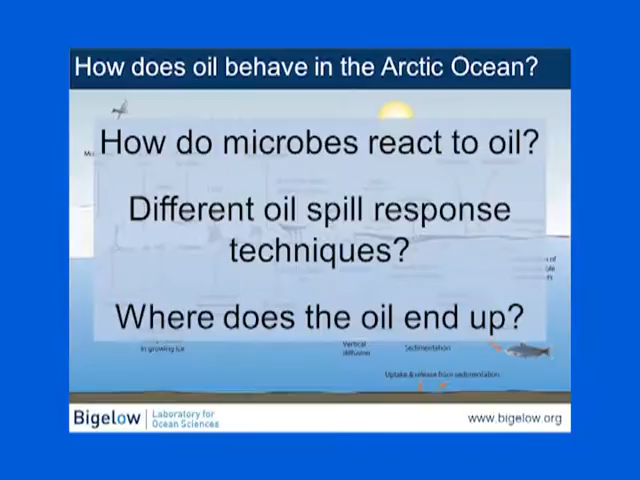 How does oil behave in the Arctic Ocean?
How do microbes react to oil?
Different oil spill response
techniques?
Where does the oil end up?
in growing ice
Vertical
diffusion
Sedimentation
Uptake & release from sedimentation
Bigelow
Laboratory for
Ocean Sciences
www.bigelow.org